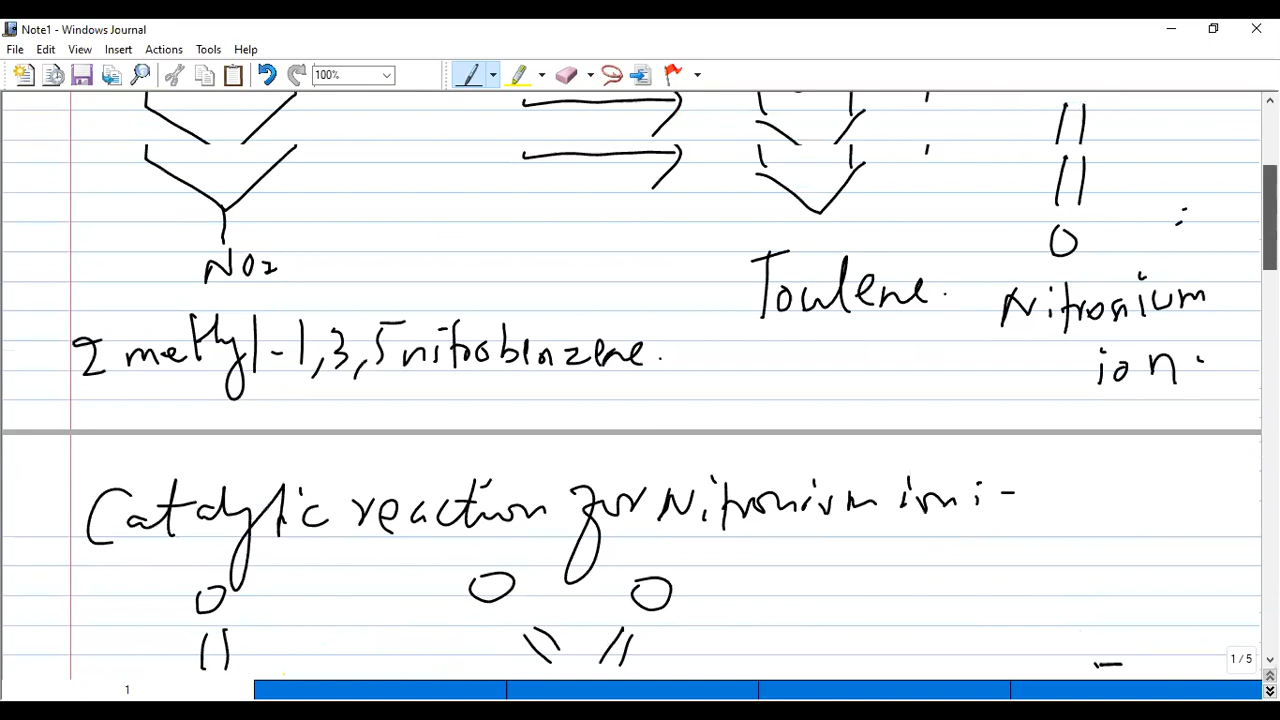 Note1 - Windows Journal
File Edit View Insert Actions Tools Help
100%
O
NO2
Toulene.
Nitronium
ion.
2 methyl-1,3,5 nitrobenzene.
Catalytic reaction for Nitronium ion :-
O O O
1 / 5
1